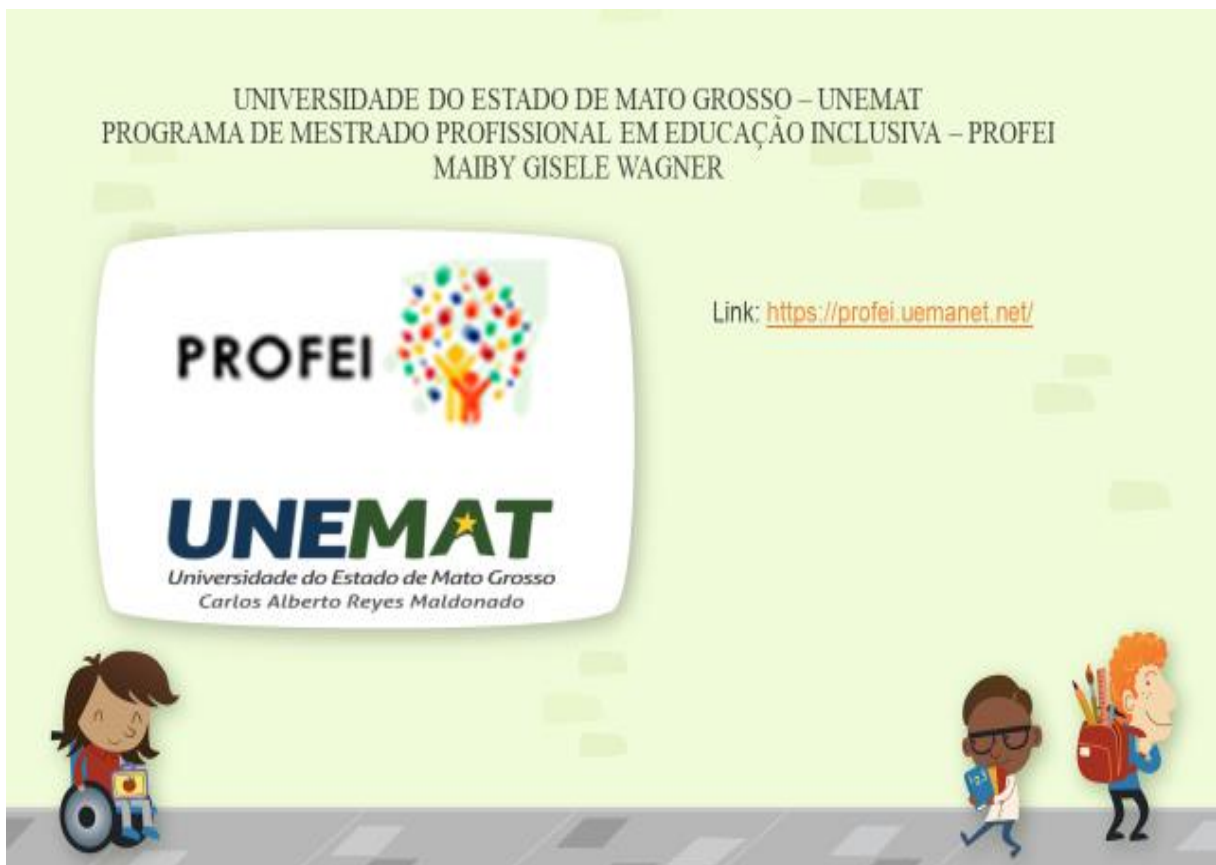 UNIVERSIDADE DO ESTADO DE MATO GROSSO – UNEMAT
PROGRAMA DE MESTRADO PROFISSIONAL EM EDUCAÇÃO INCLUSIVA – PROFEI
MAIBY GISELE WAGNER
PROFEI
Link: https://profei.uemanet.net/
UNEMAT
Universidade do Estado de Mato Grosso
Carlos Alberto Reyes Maldonado